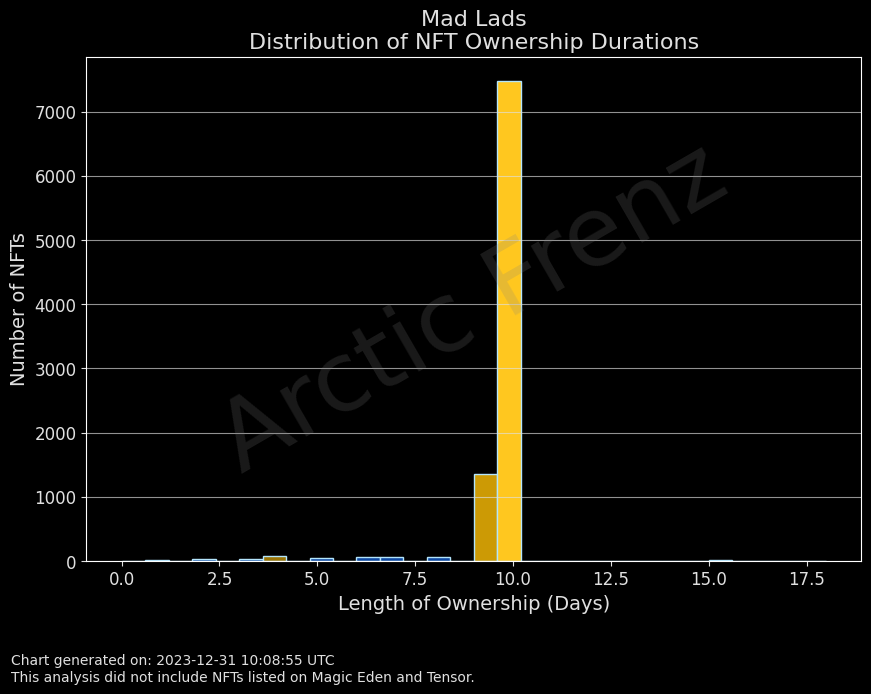 Mad Lads
Distribution of NFT Ownership Durations
7000
6000
5000
4000
3000
2000
1000
0
Number of NFTs
Arctic Frenz
0.0 2.5 5.0 7.5 10.0 12.5 15.0 17.5
Length of Ownership (Days)
Chart generated on: 2023-12-31 10:08:55 UTC
This analysis did not include NFTs listed on Magic Eden and Tensor.